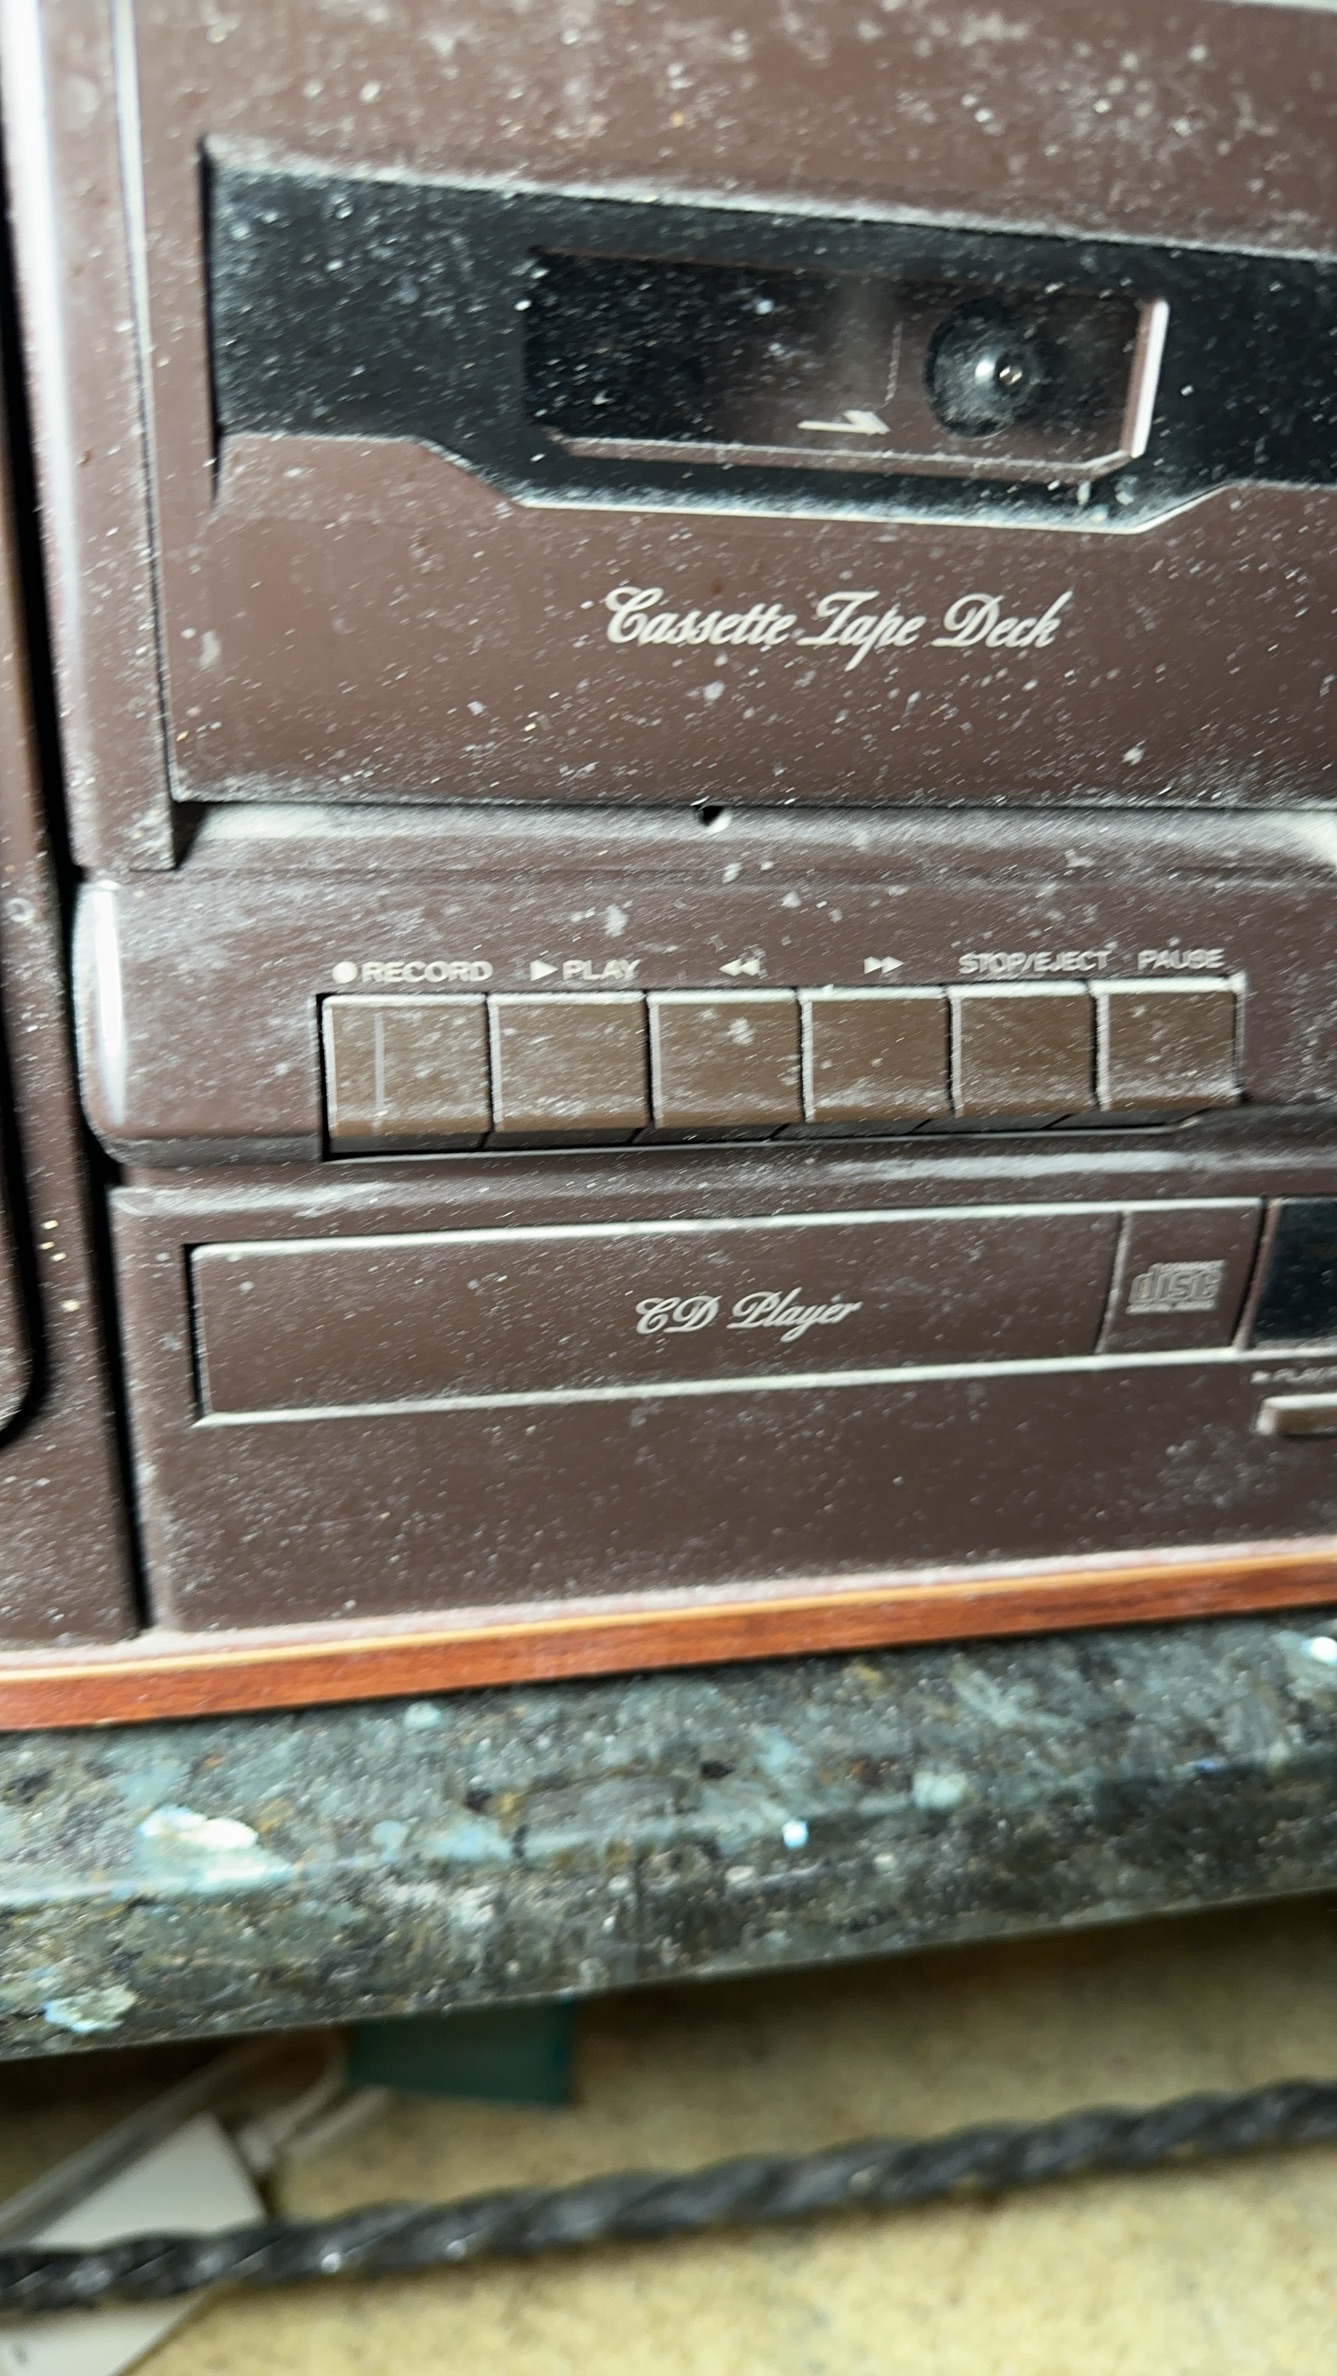 Cassette Tape Deck
RECORD PLAY STOP/EJECT PAUSE
CD Player
disc